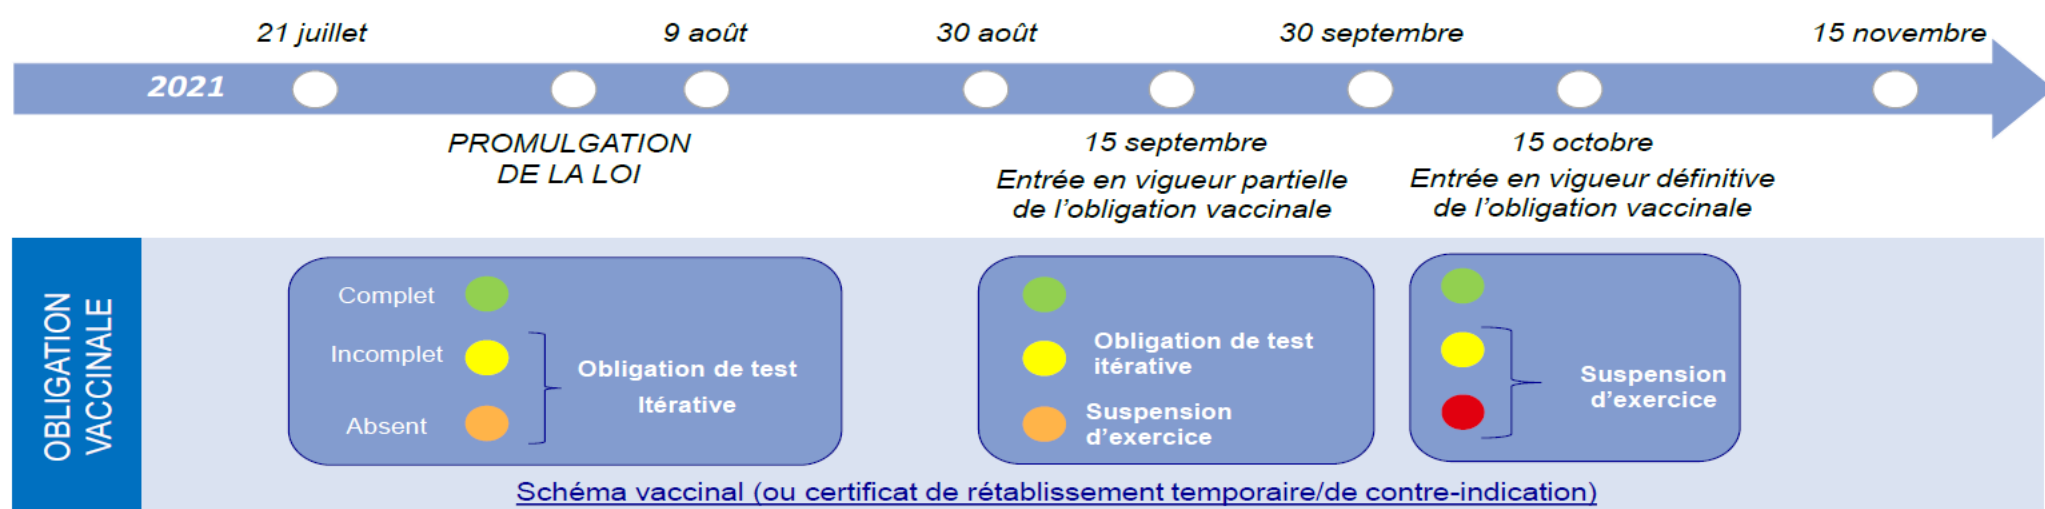 21 juillet
9 août
30 août
30 septembre
15 novembre
2021
PROMULGATION
DE LA LOI
15 septembre
Entrée en vigueur partielle
de l’obligation vaccinale
15 octobre
Entrée en vigueur définitive
de l’obligation vaccinale
OBLIGATION
VACCINALE
Complet
Incomplet
Absent
Obligation de test
Itérative
Obligation de test
itérative
Suspension
d’exercice
Suspension
d’exercice
Schéma vaccinal (ou certificat de rétablissement temporaire/de contre-indication)